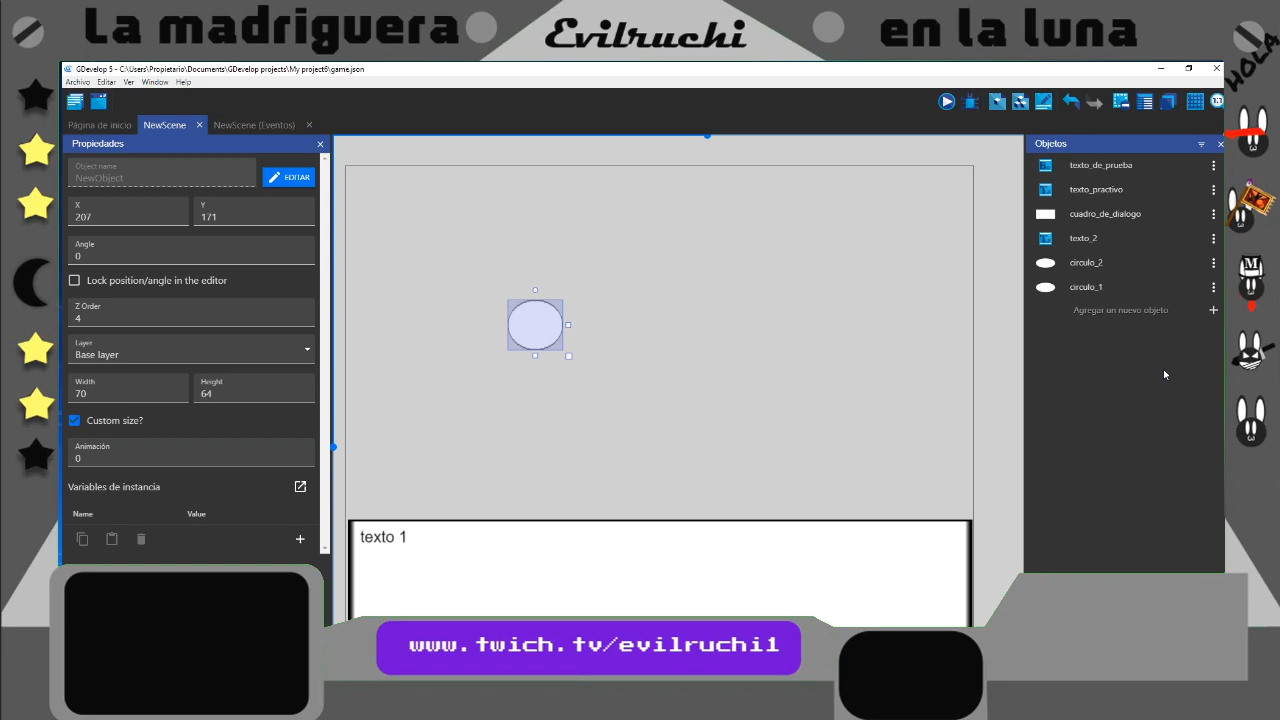 La madriguera
Evilruchi
en la luna
HOLA
GDevelop 5 - C:\Users\Propietario\Documents\GDevelop projects\My project9\game.json
Archivo Editar Ver Window Help
1:1
Página de inicio NewScene NewScene (Eventos)
Propiedades
Object name
NewObject
EDITAR
X
207
Y
171
Angle
0
Lock position/angle in the editor
Z Order
4
Layer
Base layer
Width
70
Height
64
Custom size?
Animación
0
Variables de instancia
Name Value
texto 1
Objetos
texto_de_prueba
texto_practivo
cuadro_de_dialogo
texto_2
circulo_2
circulo_1
Agregar un nuevo objeto
M
www.twich.tv/evilruchi1